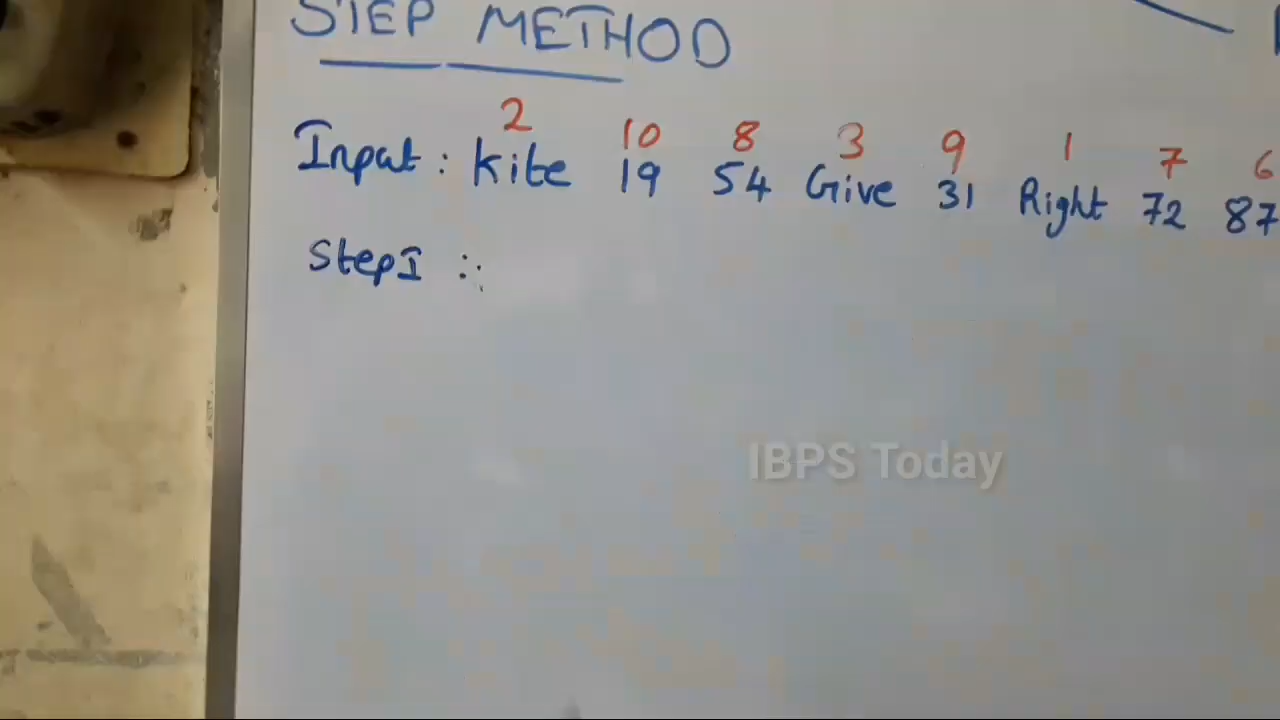 STEP METHOD
2 10 8 3 9 1 7 6
Input : Kite 19 54 Give 31 Right 72 87
Step I ::
IBPS Today